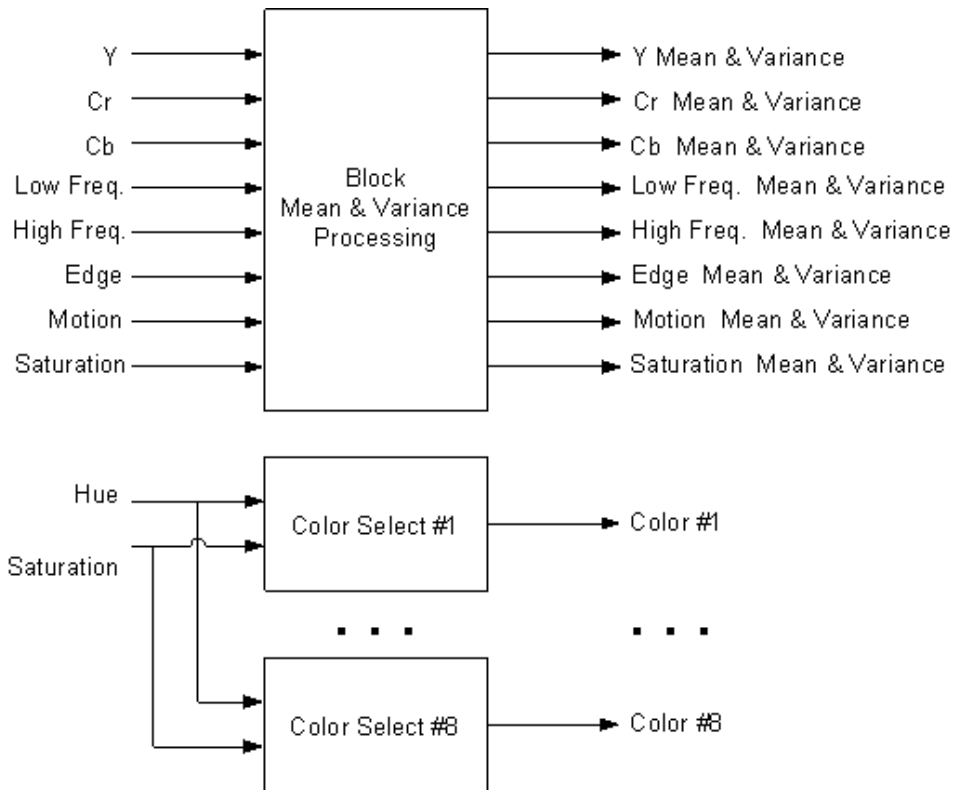 Y
Cr
Cb
Low Freq.
High Freq.
Edge
Motion
Saturation
Block
Mean & Variance
Processing
Y Mean & Variance
Cr Mean & Variance
Cb Mean & Variance
Low Freq. Mean & Variance
High Freq. Mean & Variance
Edge Mean & Variance
Motion Mean & Variance
Saturation Mean & Variance
Hue
Saturation
Color Select #1
Color #1
. . .
. . .
Color Select #8
Color #8